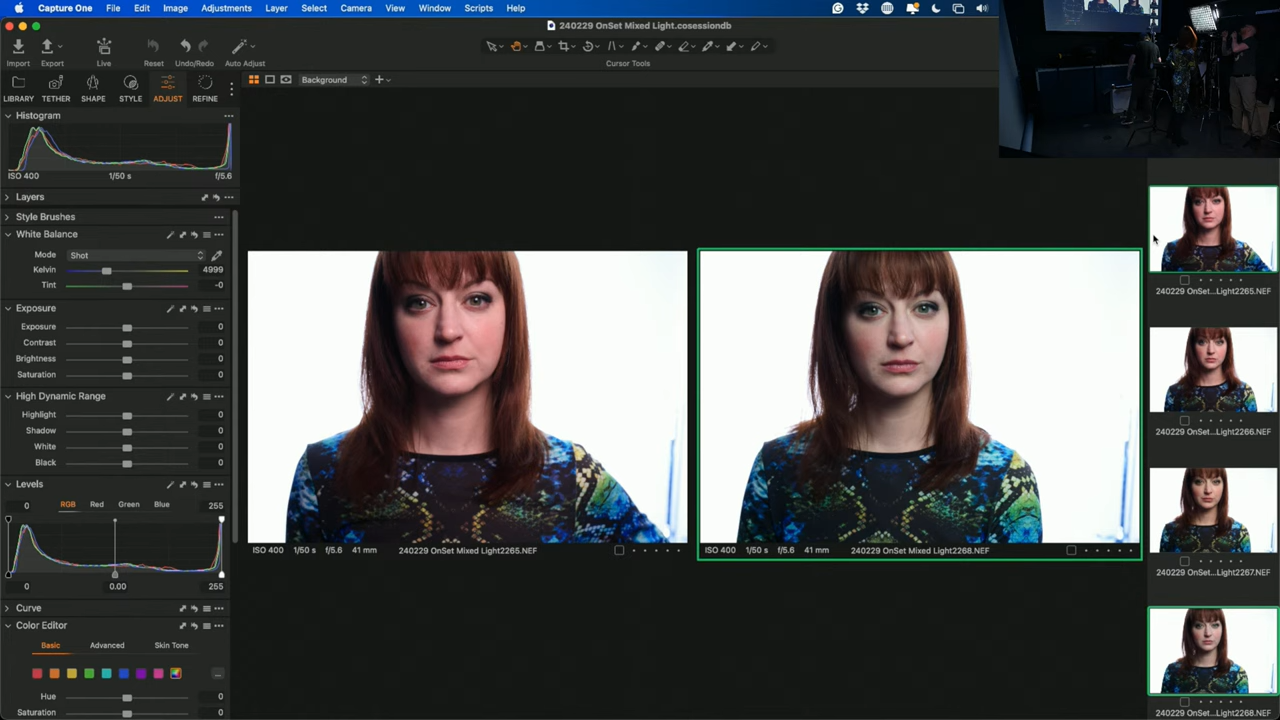 Capture One File Edit Image Adjustments Layer Select Camera View Window Scripts Help
240229 OnSet Mixed Light.cosessiondb
Import Export Live Reset Undo/Redo Auto Adjust Cursor Tools
LIBRARY TETHER SHAPE STYLE ADJUST REFINE
Background
Histogram
ISO 400 1/50 s f/5.6
Layers
Style Brushes
White Balance
Mode Shot
Kelvin 4999
Tint -0
Exposure
Exposure 0
Contrast 0
Brightness 0
Saturation 0
High Dynamic Range
Highlight 0
Shadow 0
White 0
Black 0
Levels
0 RGB Red Green Blue 255
0 0.00 255
Curve
Color Editor
Basic Advanced Skin Tone
Hue 0
Saturation 0
ISO 400 1/50 s f/5.6 41 mm 240229 OnSet Mixed Light2265.NEF
ISO 400 1/50 s f/5.6 41 mm 240229 OnSet Mixed Light2268.NEF
240229 OnSet...Light2265.NEF
240229 OnSet...Light2266.NEF
240229 OnSet...Light2267.NEF
240229 OnSet...Light2268.NEF